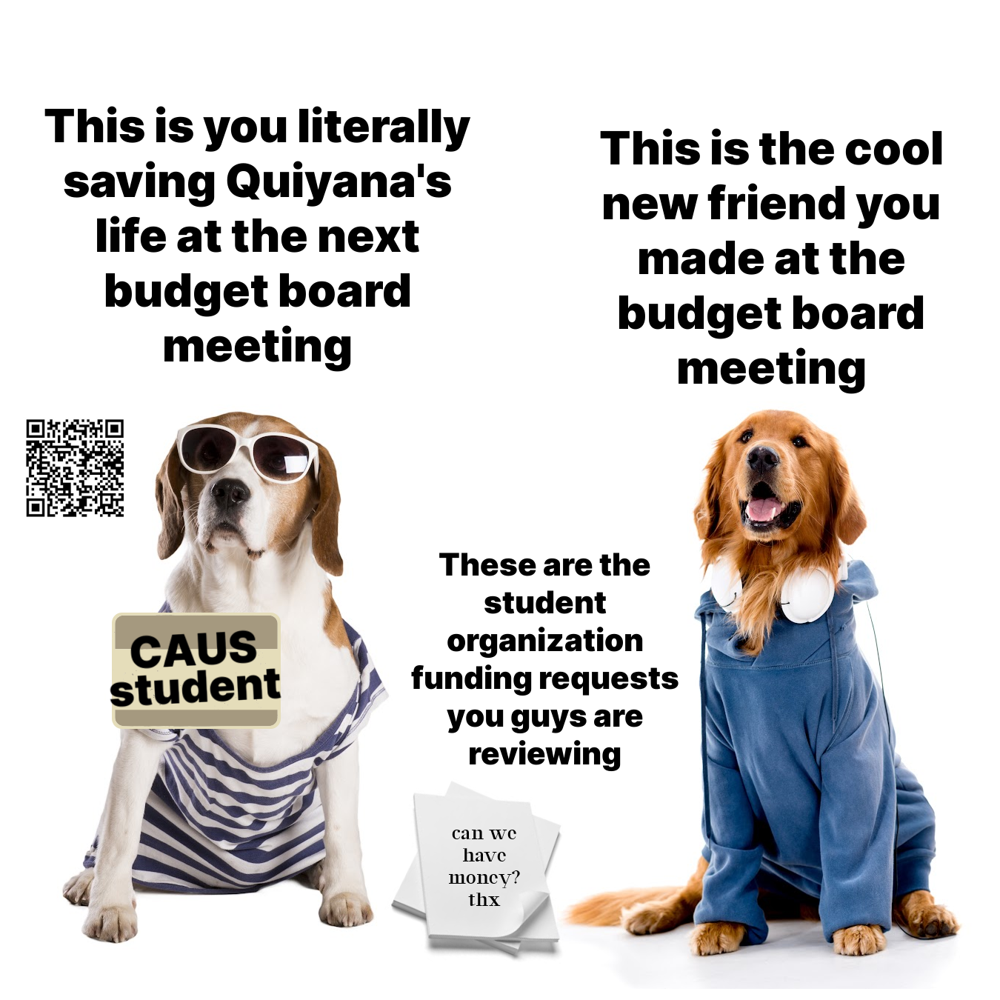 This is you literally
saving Quiyana's
life at the next
budget board
meeting
This is the cool
new friend you
made at the
budget board
meeting
CAUS
student
These are the
student
organization
funding requests
you guys are
reviewing
can we
have
money?
thx